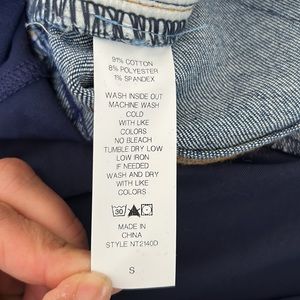 91% COTTON
8% POLYESTER
1% SPANDEX
WASH INSIDE OUT
MACHINE WASH
COLD
WITH LIKE
COLORS
NO BLEACH
TUMBLE DRY LOW
LOW IRON
IF NEEDED
WASH AND DRY
WITH LIKE
COLORS
30
MADE IN
CHINA
STYLE NT2140D
S